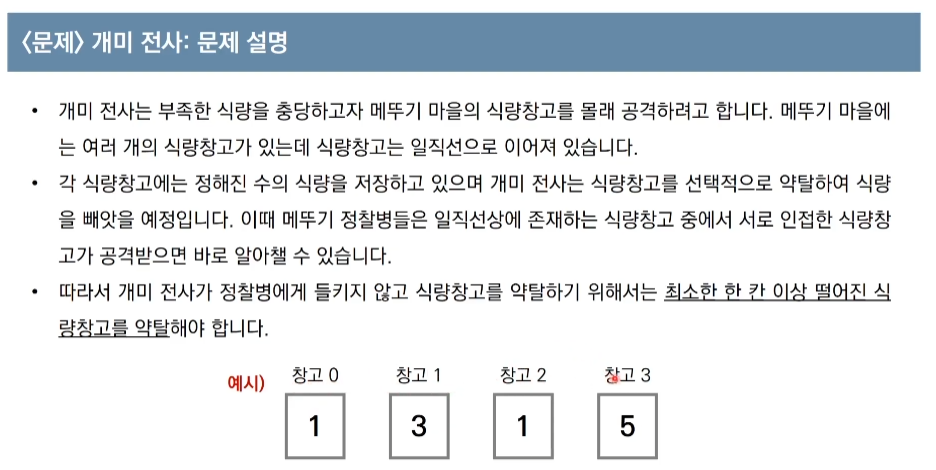 〈문제〉 개미 전사: 문제 설명
• 개미 전사는 부족한 식량을 충당하고자 메뚜기 마을의 식량창고를 몰래 공격하려고 합니다. 메뚜기 마을에
는 여러 개의 식량창고가 있는데 식량창고는 일직선으로 이어져 있습니다.
• 각 식량창고에는 정해진 수의 식량을 저장하고 있으며 개미 전사는 식량창고를 선택적으로 약탈하여 식량
을 빼앗을 예정입니다. 이때 메뚜기 정찰병들은 일직선상에 존재하는 식량창고 중에서 서로 인접한 식량창
고가 공격받으면 바로 알아챌 수 있습니다.
• 따라서 개미 전사가 정찰병에게 들키지 않고 식량창고를 약탈하기 위해서는 최소한 한 칸 이상 떨어진 식
량창고를 약탈해야 합니다.
예시) 창고 0 창고 1 창고 2 창고 3
1 3 1 5